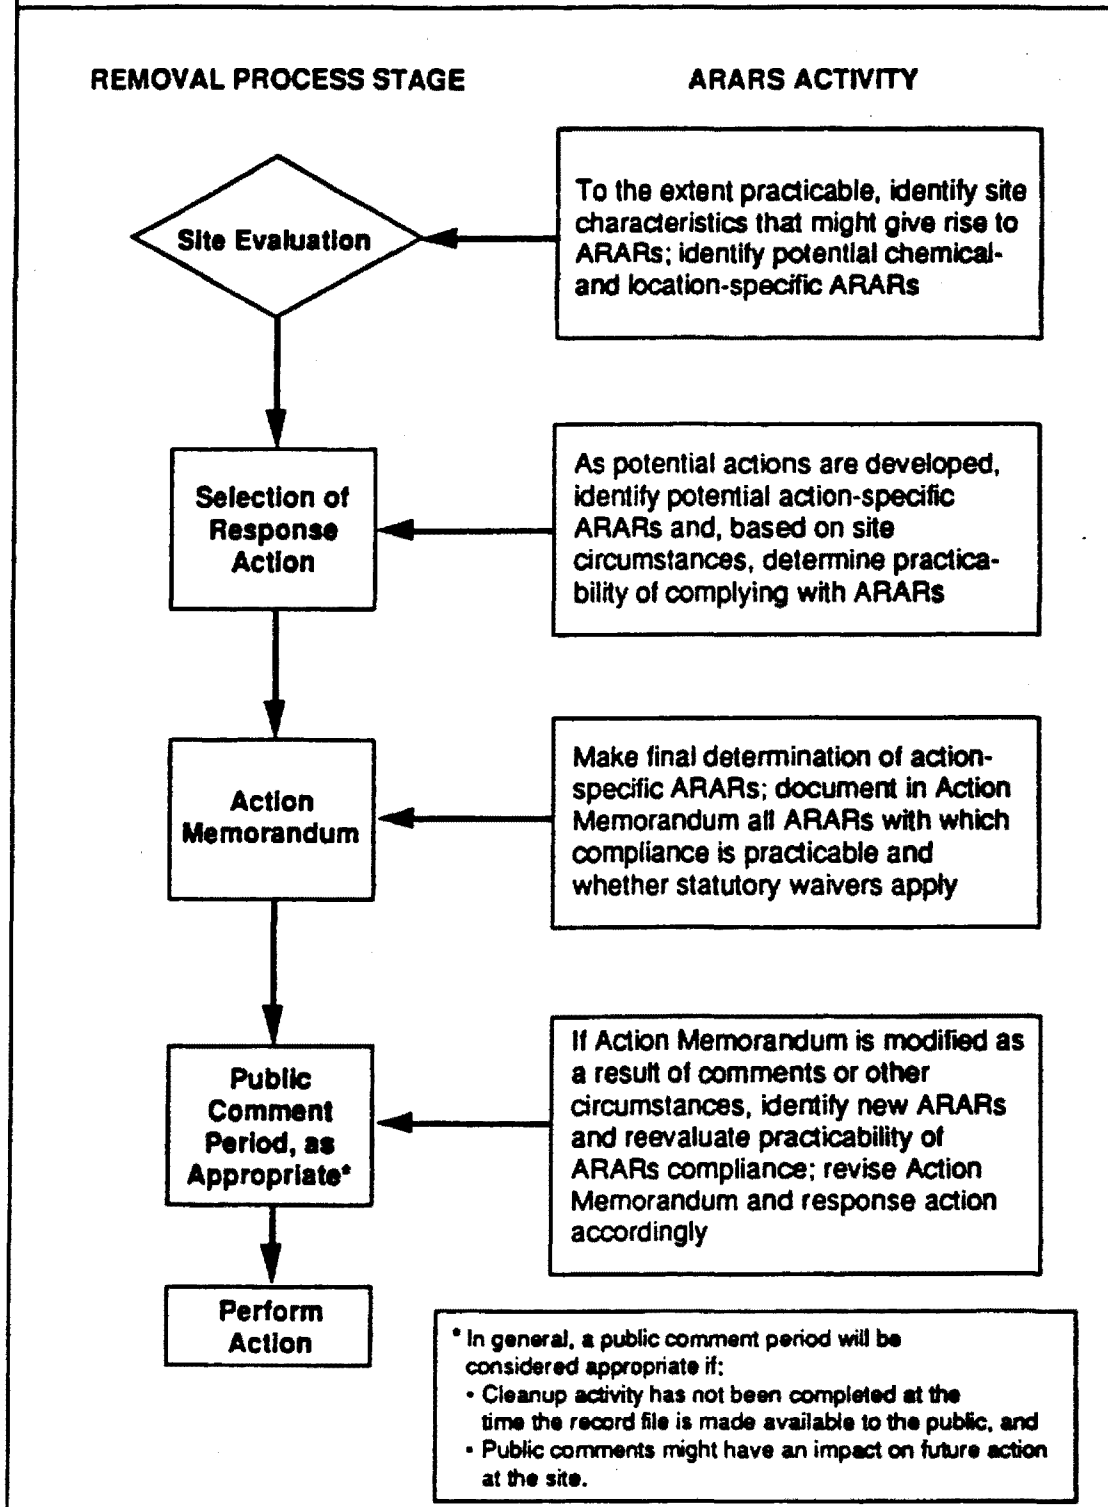 REMOVAL PROCESS STAGE
ARARS ACTIVITY
Site Evaluation
To the extent practicable, identify site
characteristics that might give rise to
ARARs; identify potential chemical-
and location-specific ARARs
Selection of
Response
Action
As potential actions are developed,
identify potential action-specific
ARARs and, based on site
circumstances, determine practica-
bility of complying with ARARs
Action
Memorandum
Make final determination of action-
specific ARARs; document in Action
Memorandum all ARARs with which
compliance is practicable and
whether statutory waivers apply
Public
Comment
Period, as
Appropriate*
If Action Memorandum is modified as
a result of comments or other
circumstances, identify new ARARs
and reevaluate practicability of
ARARs compliance; revise Action
Memorandum and response action
accordingly
Perform
Action
* In general, a public comment period will be
considered appropriate if:
• Cleanup activity has not been completed at the
time the record file is made available to the public, and
• Public comments might have an impact on future action
at the site.